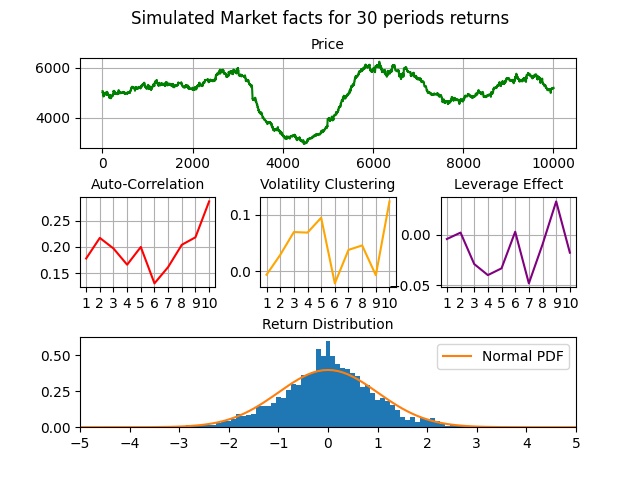 Simulated Market facts for 30 periods returns
Price
6000
4000
0 2000 4000 6000 8000 10000
Auto-Correlation Volatility Clustering Leverage Effect
0.25 0.1 0.00
0.20
0.15 0.0 −0.05
1 2 3 4 5 6 7 8 9 10 1 2 3 4 5 6 7 8 9 10 1 2 3 4 5 6 7 8 9 10
Return Distribution
0.50 Normal PDF
0.25
0.00
−5 −4 −3 −2 −1 0 1 2 3 4 5